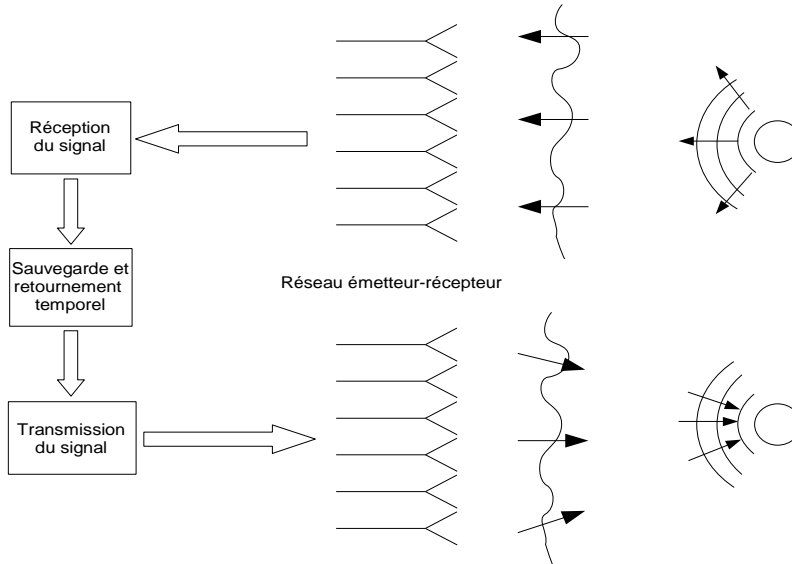 Réception
du signal
Sauvegarde et
retournement
temporel
Réseau émetteur-récepteur
Transmission
du signal